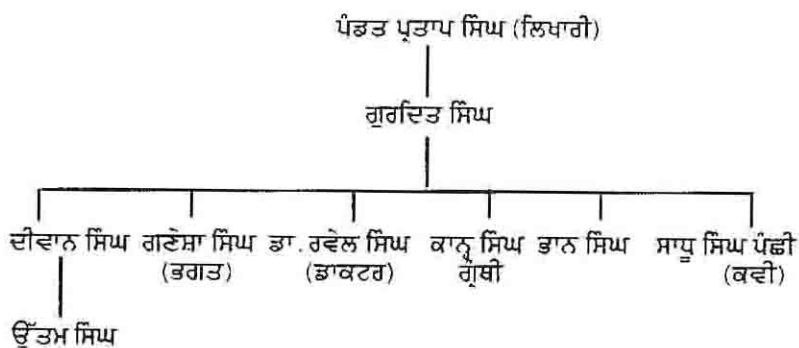 ਪੰਡਤ ਪ੍ਰਤਾਪ ਸਿੰਘ (ਲਿਖਾਰੀ)
ਗੁਰਦਿਤ ਸਿੰਘ
ਦੀਵਾਨ ਸਿੰਘ ਗਣੇਸ਼ਾ ਸਿੰਘ ਡਾ. ਰਵੇਲ ਸਿੰਘ ਕਾਨ੍ਹ ਸਿੰਘ ਭਾਨ ਸਿੰਘ ਸਾਧੂ ਸਿੰਘ ਪੰਛੀ
(ਭਗਤ) (ਡਾਕਟਰ) ਗ੍ਰੰਥੀ (ਕਵੀ)
ਉੱਤਮ ਸਿੰਘ